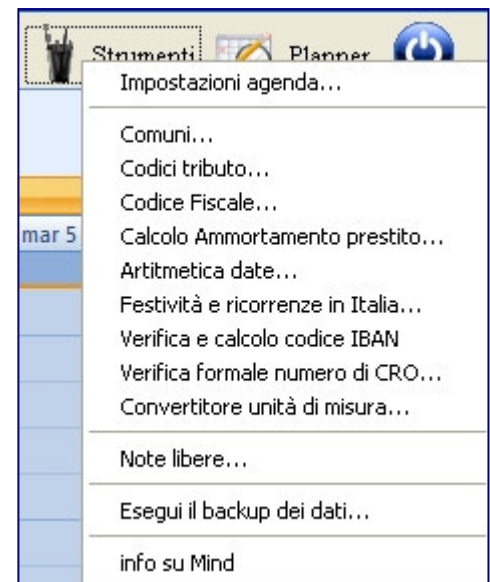 Strumenti Planner
Impostazioni agenda...
Comuni...
Codici tributo...
Codice Fiscale...
mar 5 Calcolo Ammortamento prestito...
Artitmetica date...
Festività e ricorrenze in Italia...
Verifica e calcolo codice IBAN
Verifica formale numero di CRO...
Convertitore unità di misura...
Note libere...
Esegui il backup dei dati...
info su Mind